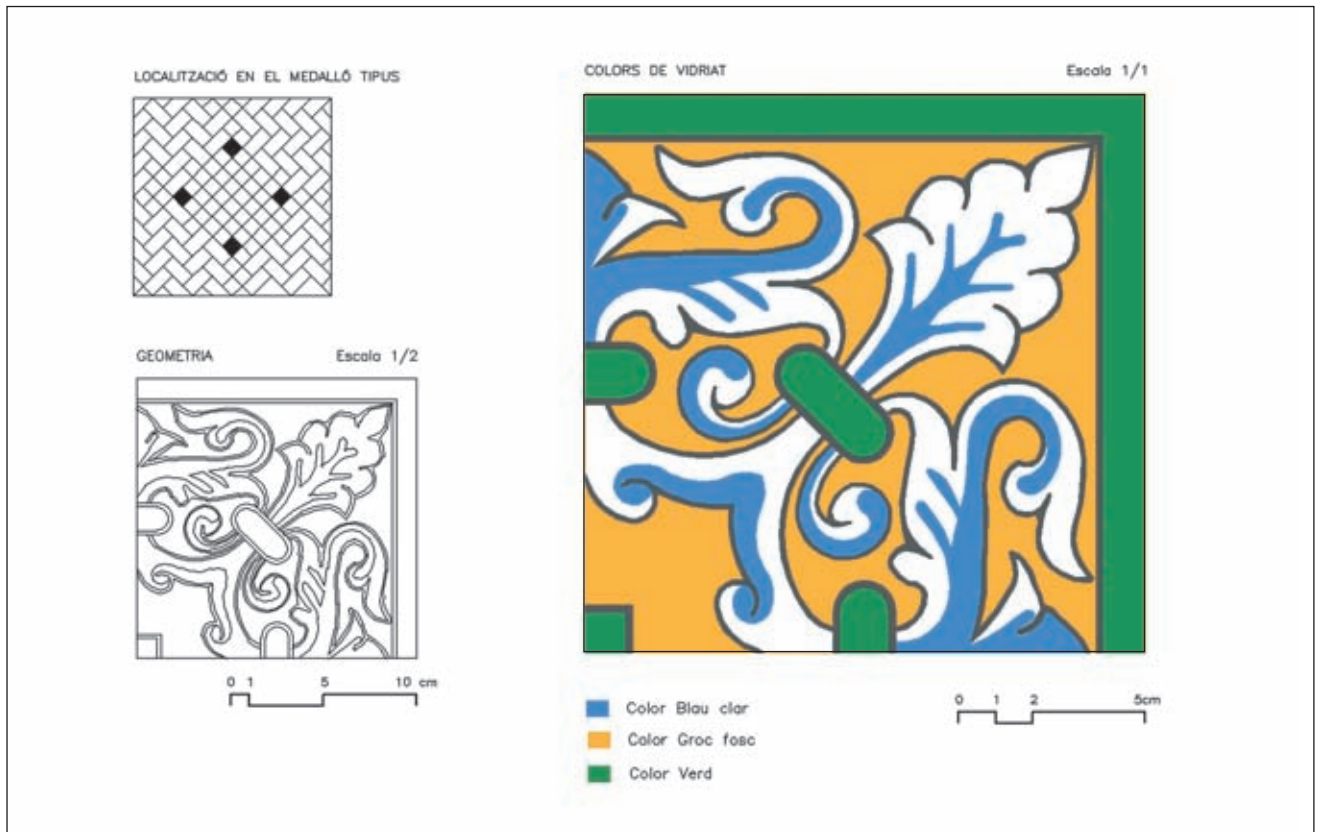 LOCALITZACIÓ EN EL MEDALLÓ TIPUS
GEOMETRIA Escala 1/2
0 1 5 10 cm
COLORS DE VIDRIAT Escala 1/1
Color Blau clar
Color Groc fosc
Color Verd
0 1 2 5cm